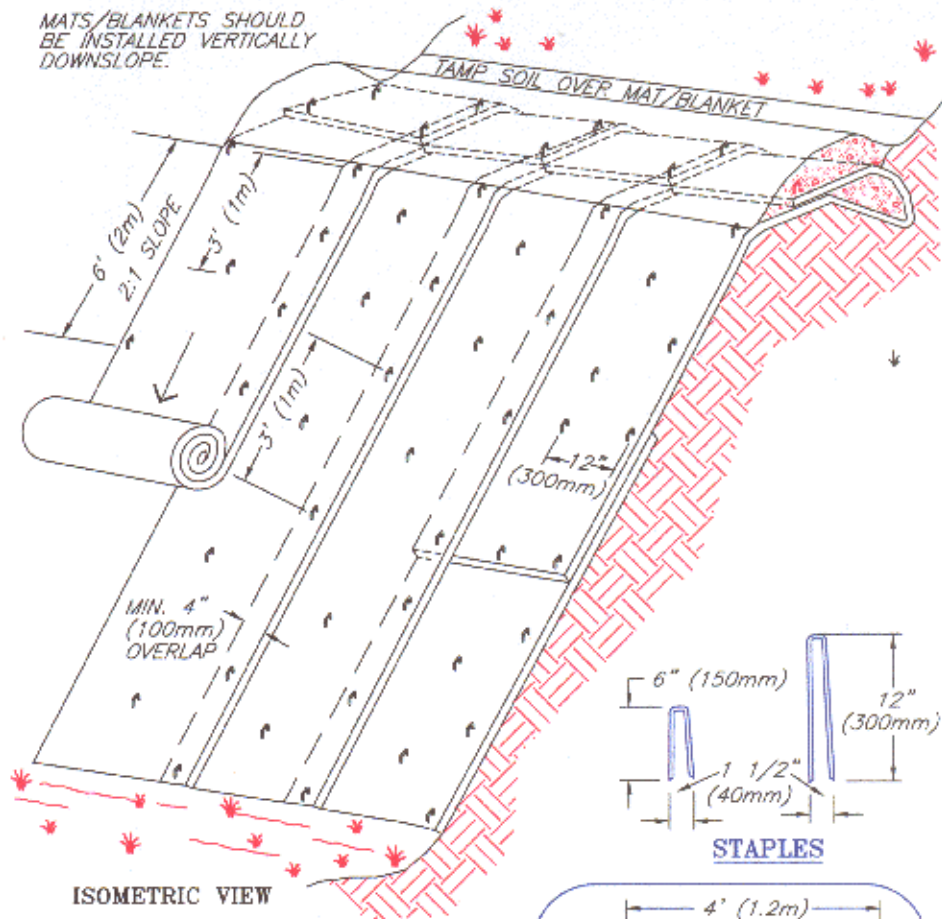 MATS/BLANKETS SHOULD
BE INSTALLED VERTICALLY
DOWNSLOPE.
TAMP SOIL OVER MAT/BLANKET
6' (2m)
2:1 SLOPE
3' (1m)
3' (1m)
12"
(300mm)
MIN. 4"
(100mm)
OVERLAP
6" (150mm)
12"
(300mm)
1 1/2"
(40mm)
STAPLES
ISOMETRIC VIEW
4' (1.2m)